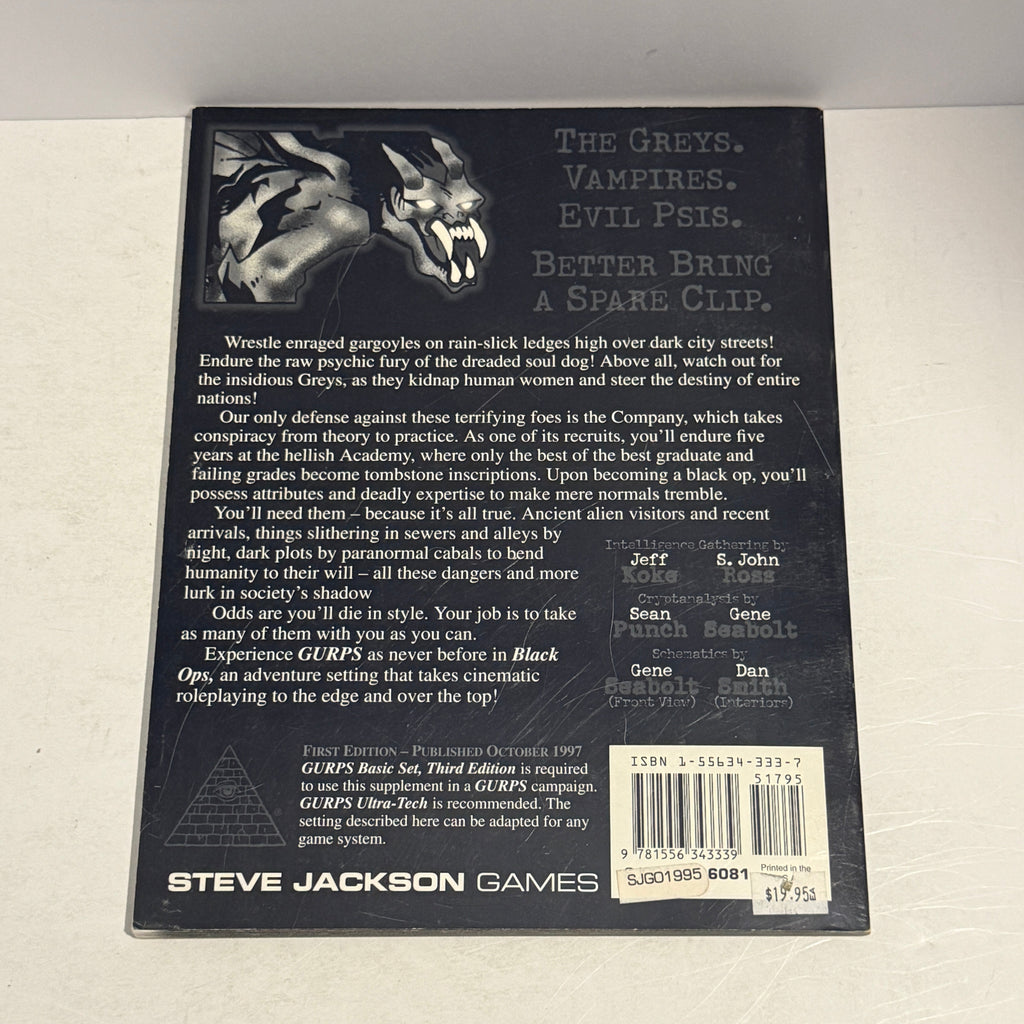 THE GREYS.
VAMPIRES.
EVIL PSIS.
BETTER BRING
A SPARE CLIP.
Wrestle enraged gargoyles on rain-slick ledges high over dark city streets!
Endure the raw psychic fury of the dreaded soul dog! Above all, watch out for
the insidious Greys, as they kidnap human women and steer the destiny of entire
nations!
Our only defense against these terrifying foes is the Company, which takes
conspiracy from theory to practice. As one of its recruits, you'll endure five
years at the hellish Academy, where only the best of the best graduate and
failing grades become tombstone inscriptions. Upon becoming a black op, you'll
possess attributes and deadly expertise to make mere normals tremble.
You'll need them – because it's all true. Ancient alien visitors and recent
arrivals, things slithering in sewers and alleys by
night, dark plots by paranormal cabals to bend
humanity to their will – all these dangers and more
lurk in society's shadow
Odds are you'll die in style. Your job is to take
as many of them with you as you can.
Experience GURPS as never before in Black
Ops, an adventure setting that takes cinematic
roleplaying to the edge and over the top!
Intelligence Gathering by
Jeff S. John
Koke Ross
Cryptanalysis by
Sean Gene
Punch Seabolt
Schematics by
Gene Dan
Seabolt Smith
(Front View) (Interiors)
FIRST EDITION – PUBLISHED OCTOBER 1997
GURPS Basic Set, Third Edition is required
to use this supplement in a GURPS campaign.
GURPS Ultra-Tech is recommended. The
setting described here can be adapted for any
game system.
STEVE JACKSON GAMES
ISBN 1-55634-333-7
51795
9 781556 343339
SJG01995 6081
Printed in the
$19.95